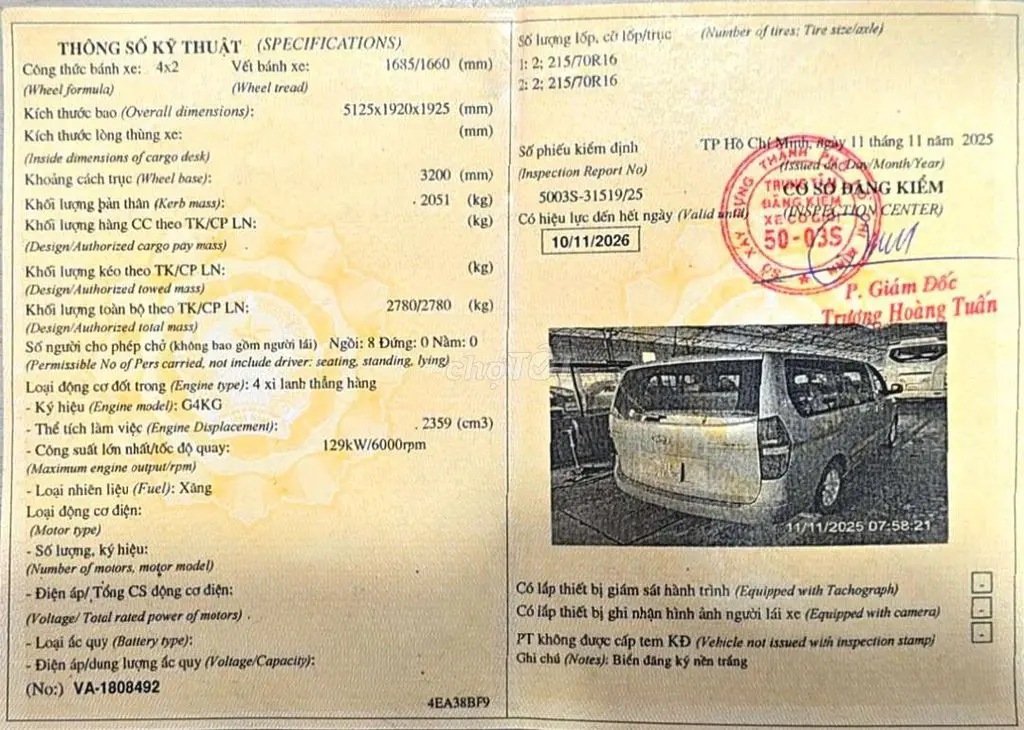 THÔNG SỐ KỸ THUẬT (SPECIFICATIONS)
Công thức bánh xe: 4x2 Vết bánh xe: 1685/1660 (mm)
(Wheel formula) (Wheel tread)
Kích thước bao (Overall dimensions): 5125x1920x1925 (mm)
Kích thước lòng thùng xe: (mm)
(Inside dimensions of cargo desk)
Khoảng cách trục (Wheel base): 3200 (mm)
Khối lượng bản thân (Kerb mass): 2051 (kg)
Khối lượng hàng CC theo TK/CP LN: (kg)
(Design/Authorized cargo pay mass)
Khối lượng kéo theo TK/CP LN: (kg)
(Design/Authorized towed mass)
Khối lượng toàn bộ theo TK/CP LN: 2780/2780 (kg)
(Design/Authorized total mass)
Số người cho phép chở (không bao gồm người lái) Ngồi: 8 Đứng: 0 Nằm: 0
(Permissible No of Pers carried, not include driver: seating, standing, lying)
Loại động cơ đốt trong (Engine type): 4 xi lanh thẳng hàng
- Ký hiệu (Engine model): G4KG
- Thể tích làm việc (Engine Displacement): 2359 (cm3)
- Công suất lớn nhất/tốc độ quay: 129kW/6000rpm
(Maximum engine output/rpm)
- Loại nhiên liệu (Fuel): Xăng
Loại động cơ điện:
(Motor type)
- Số lượng, ký hiệu:
(Number of motors, motor model)
- Điện áp/ Tổng CS động cơ điện:
(Voltage/ Total rated power of motors)
- Loại ắc quy (Battery type):
- Điện áp/dung lượng ắc quy (Voltage/Capacity):
(No:) VA-1808492
4EA38BF9
Số lượng lốp, cỡ lốp/trục (Number of tires; Tire size/axle)
1: 2; 215/70R16
2: 2; 215/70R16
TP Hồ Chí Minh, ngày 11 tháng 11 năm 2025
Số phiếu kiểm định (Issued on: Day/Month/Year)
(Inspection Report No) CƠ SỞ ĐĂNG KIỂM
5003S-31519/25 (INSPECTION CENTER)
Có hiệu lực đến hết ngày (Valid until)
10/11/2026
SỞ XÂY DỰNG THÀNH PHỐ HỒ CHÍ MINH
TRUNG TÂM
ĐĂNG KIỂM
XE CƠ GIỚI
50-03S
P. Giám Đốc
Trương Hoàng Tuấn
chợTỐT
11/11/2025 07:58:21
Có lắp thiết bị giám sát hành trình (Equipped with Tachograph) -
Có lắp thiết bị ghi nhận hình ảnh người lái xe (Equipped with camera) -
PT không được cấp tem KĐ (Vehicle not issued with inspection stamp) -
Ghi chú (Notes): Biển đăng ký nền trắng